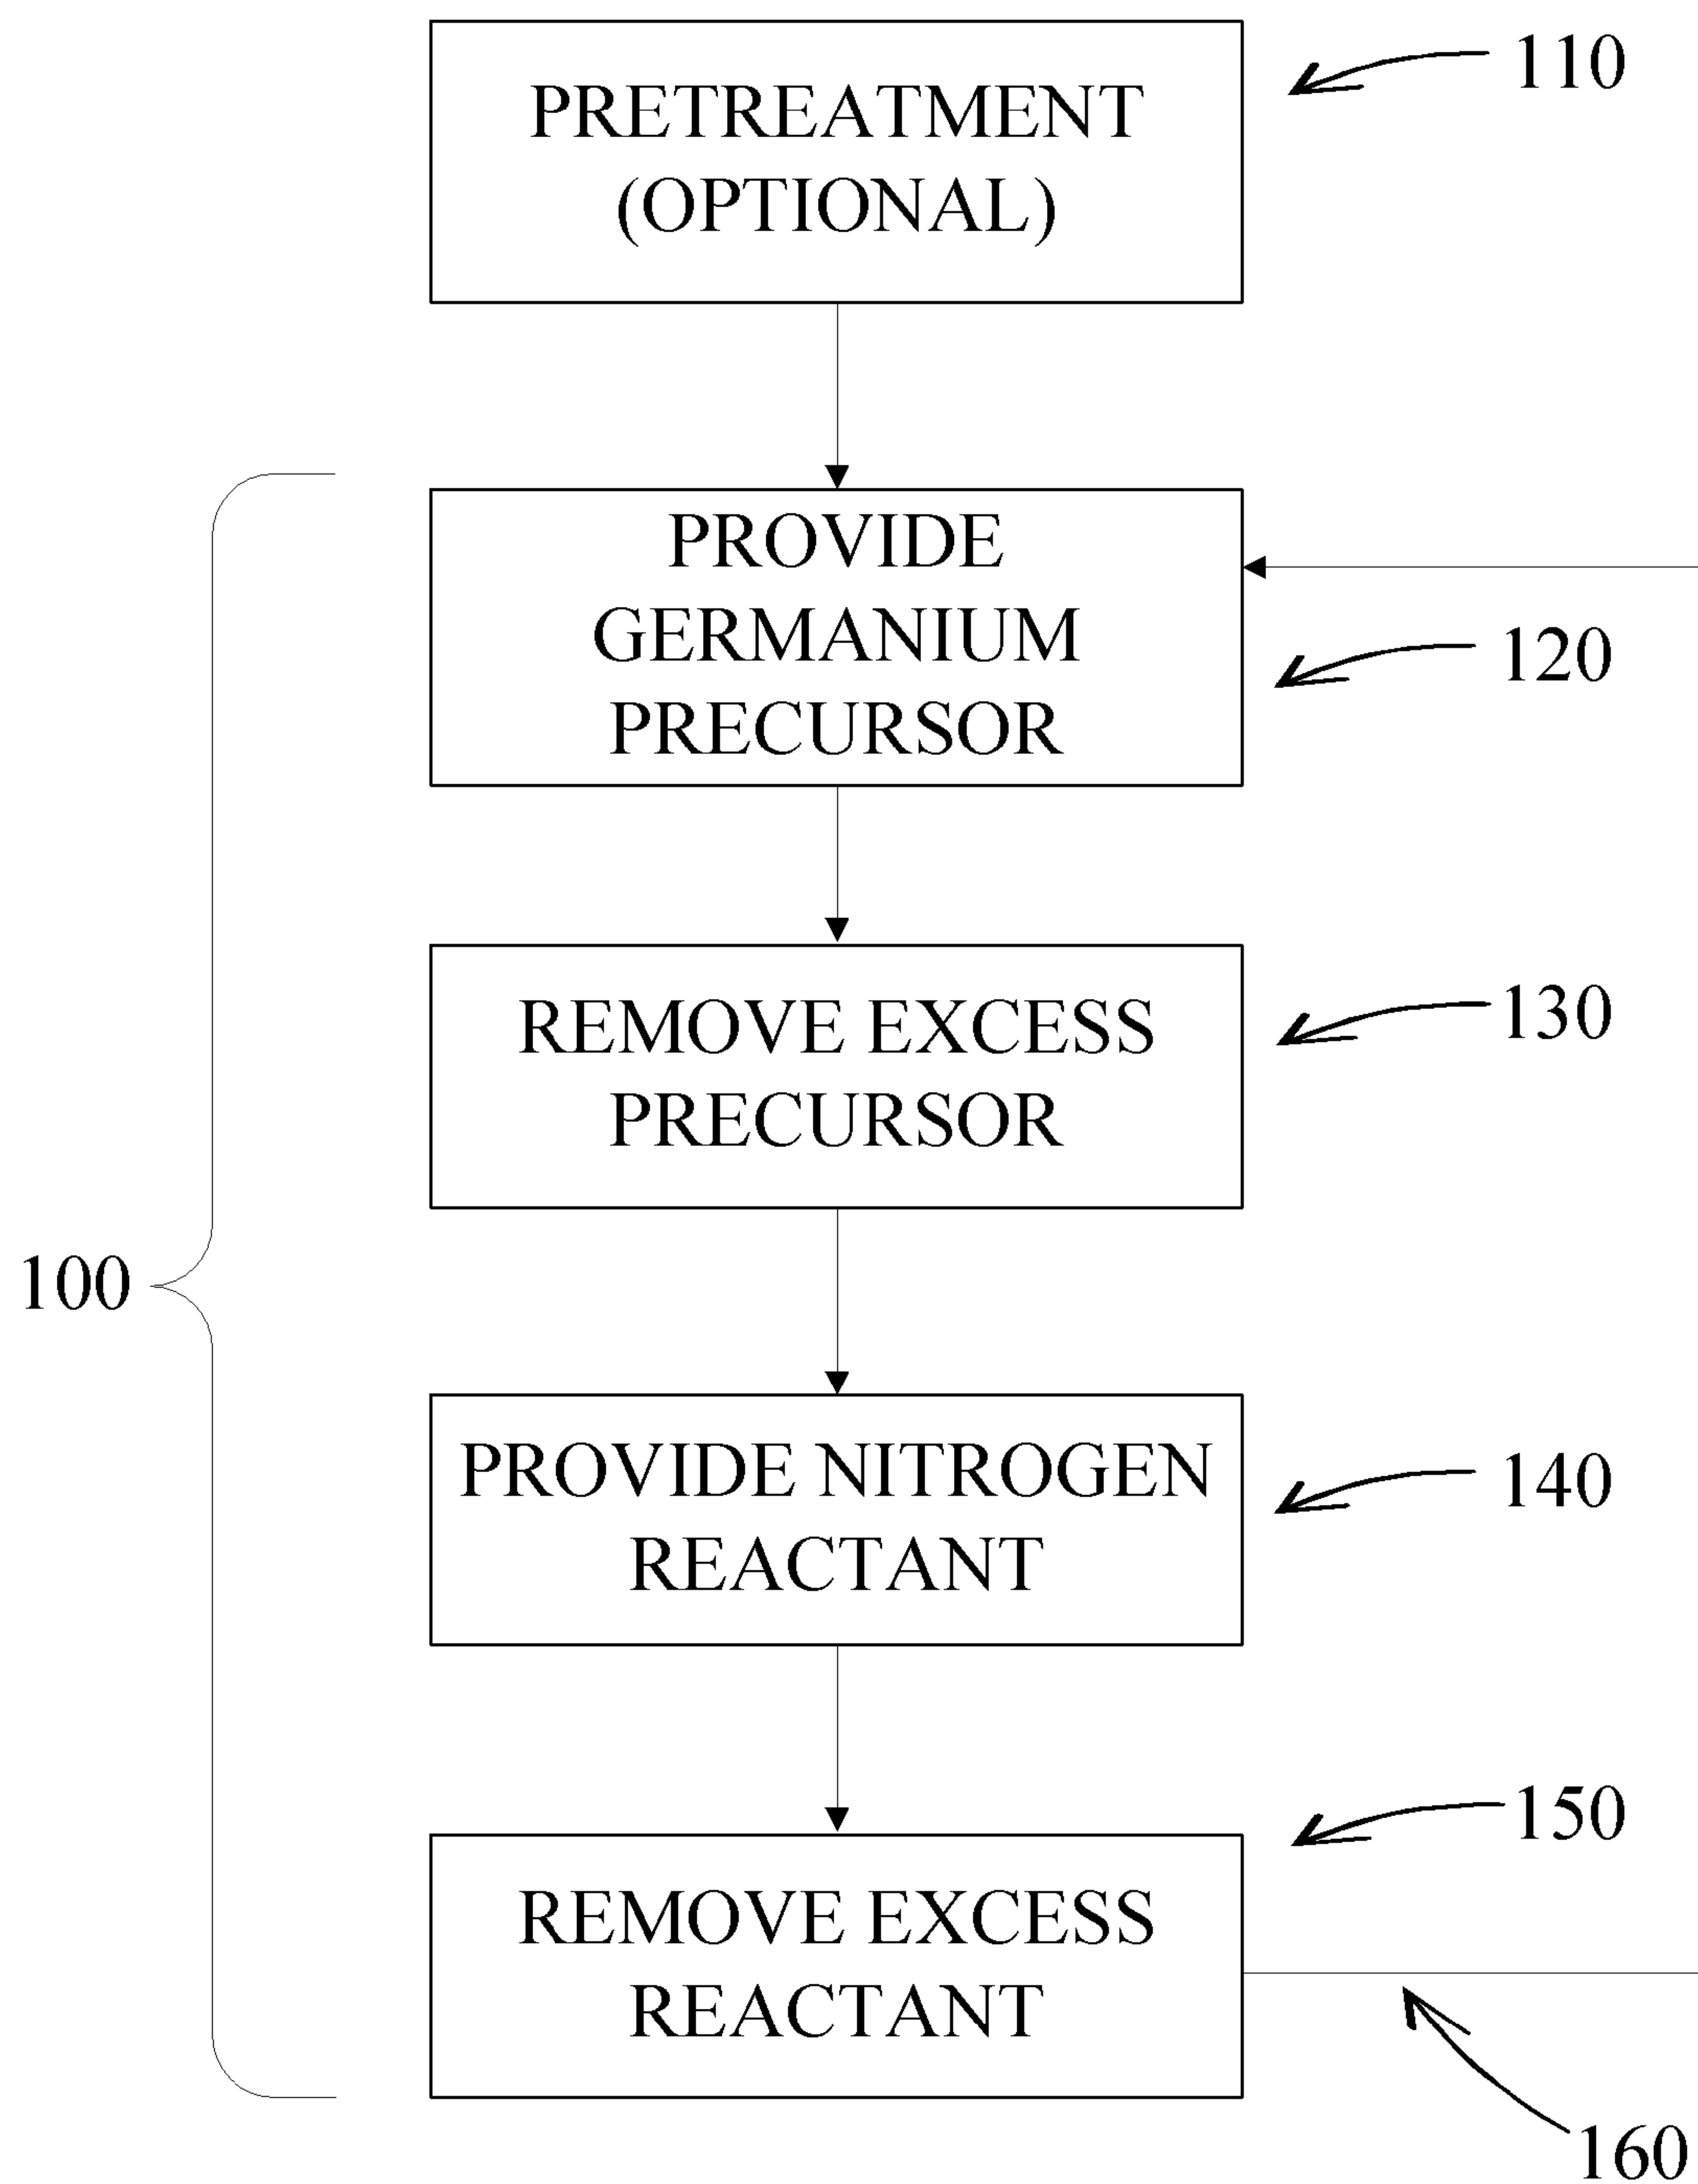 PRETREATMENT
(OPTIONAL)
110
PROVIDE
GERMANIUM
PRECURSOR
120
REMOVE EXCESS
PRECURSOR
130
100
PROVIDE NITROGEN
REACTANT
140
150
REMOVE EXCESS
REACTANT
160